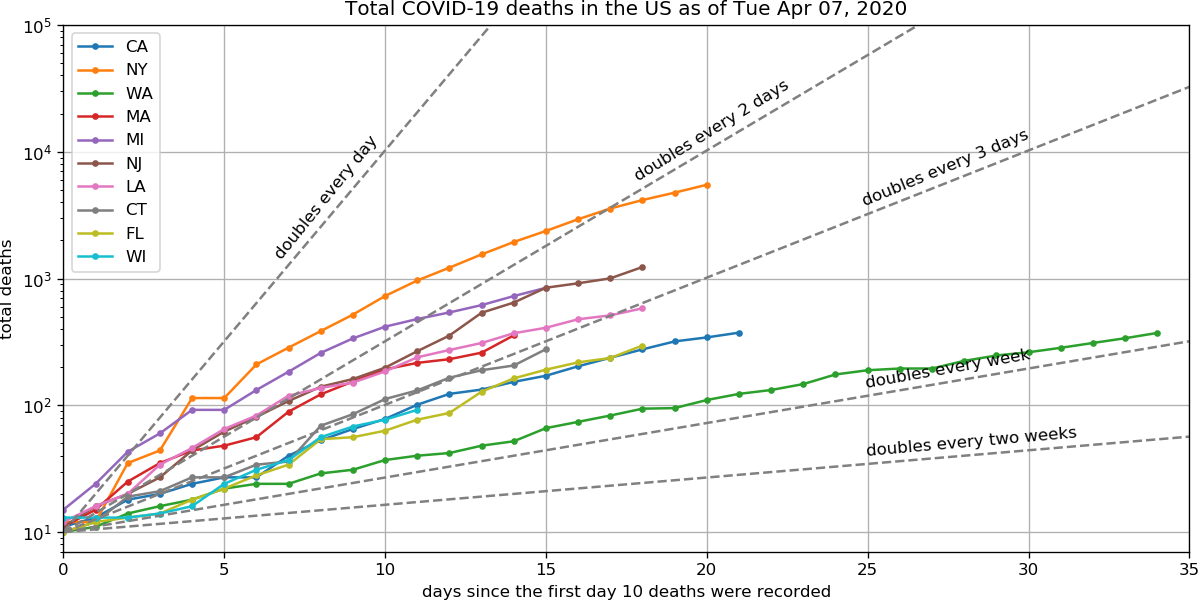 Total COVID-19 deaths in the US as of Tue Apr 07, 2020
10^5
10^4
10^3
10^2
10^1
total deaths
CA
NY
WA
MA
MI
NJ
LA
CT
FL
WI
doubles every day
doubles every 2 days
doubles every 3 days
doubles every week
doubles every two weeks
0 5 10 15 20 25 30 35
days since the first day 10 deaths were recorded